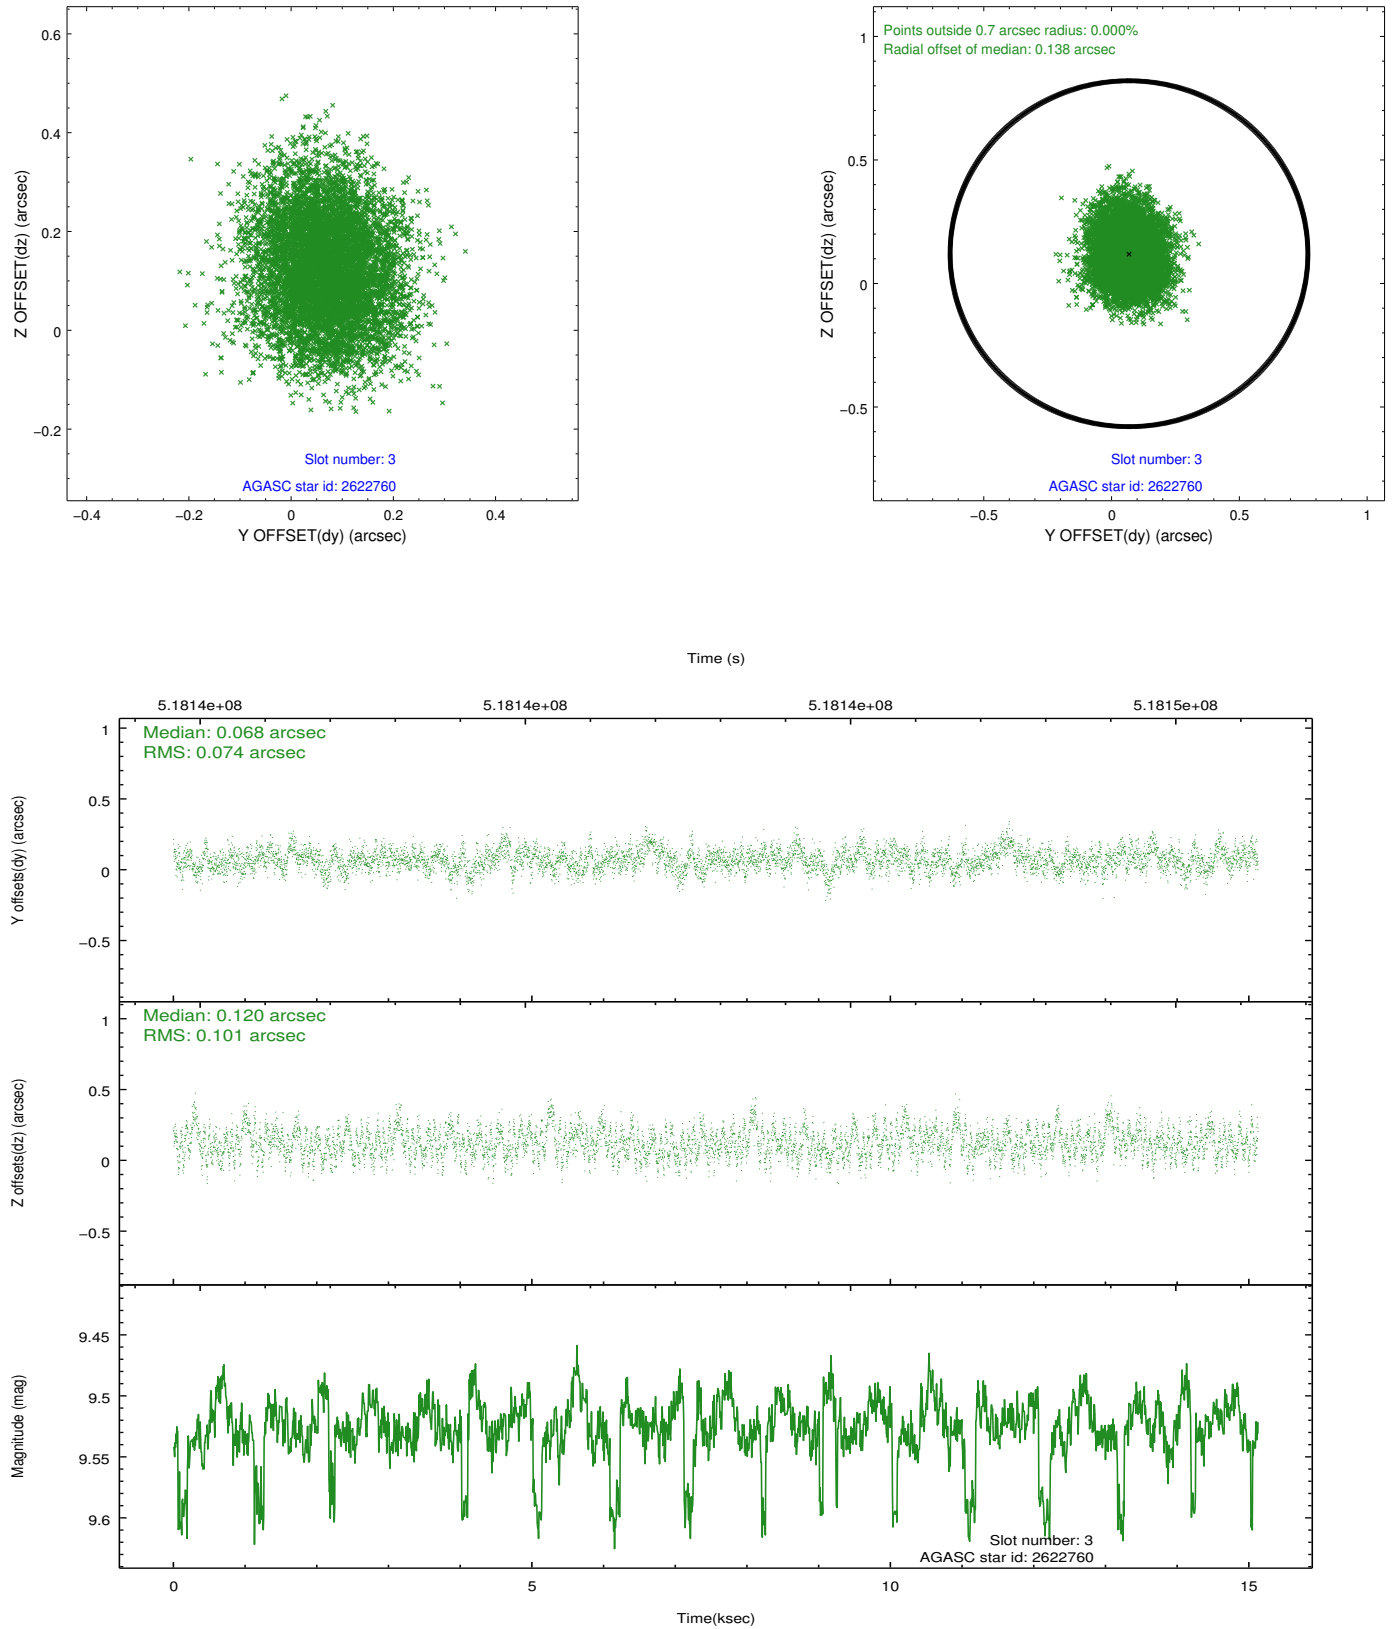 0.6
0.4
0.2
0
−0.2
Z OFFSET(dz) (arcsec)
Slot number: 3
AGASC star id: 2622760
−0.4 −0.2 0 0.2 0.4
Y OFFSET(dy) (arcsec)
Points outside 0.7 arcsec radius: 0.000%
Radial offset of median: 0.138 arcsec
1
0.5
0
−0.5
Z OFFSET(dz) (arcsec)
Slot number: 3
AGASC star id: 2622760
−0.5 0 0.5 1
Y OFFSET(dy) (arcsec)
Time (s)
5.1814e+08 5.1814e+08 5.1814e+08 5.1815e+08
Median: 0.068 arcsec
RMS: 0.074 arcsec
1
0.5
0
−0.5
Y offsets(dy) (arcsec)
Median: 0.120 arcsec
RMS: 0.101 arcsec
1
0.5
0
−0.5
Z offsets(dz) (arcsec)
9.45
9.5
9.55
9.6
Magnitude (mag)
Slot number: 3
AGASC star id: 2622760
0 5 10 15
Time(ksec)